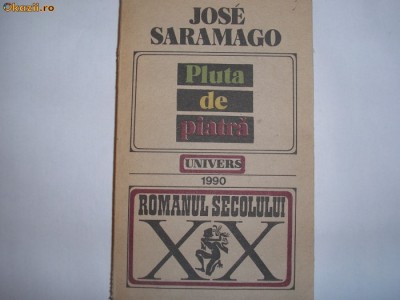 okazii.ro
JOSÉ
SARAMAGO
Pluta
de
piatră
UNIVERS
1990
ROMANUL SECOLULUI
XX